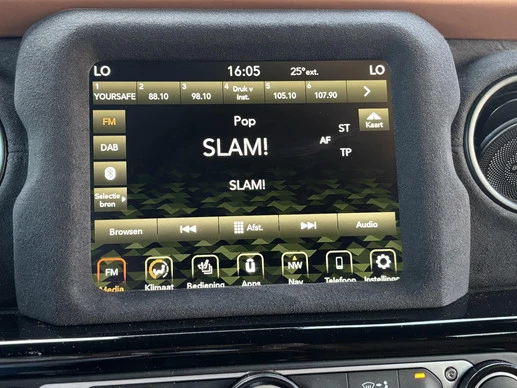 LO 16:05 25°ext. LO
1 2 3 4 5 6
YOURSAFE 88.10 98.10 Druk v Inst. 105.10 107.90
FM Pop Kaart
ST
DAB SLAM! AF
TP
Selectie bron SLAM!
Browsen Afst. Audio
FM NW
Media Klimaat Bediening Apps Nav Telefoon Instellinge